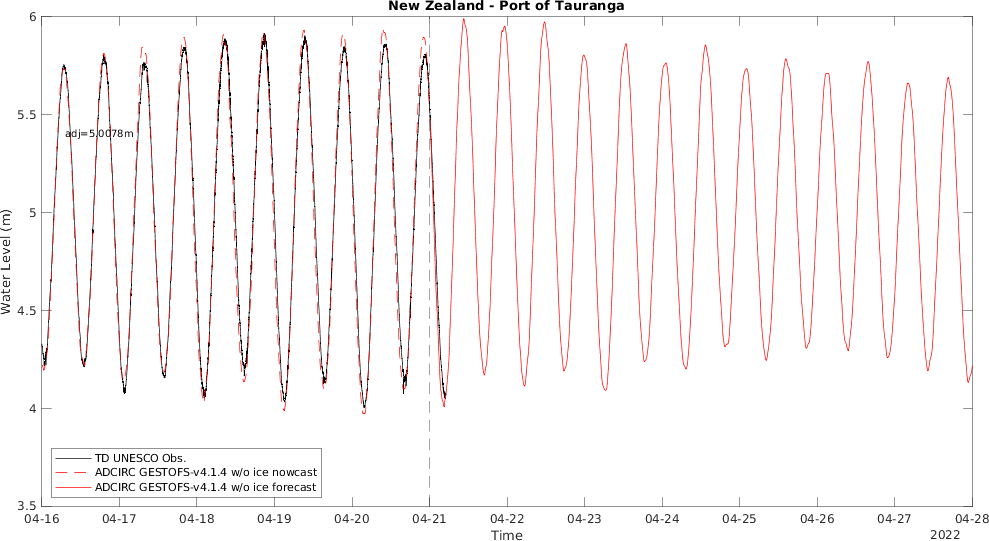 New Zealand - Port of Tauranga
6
5.5
5
4.5
4
3.5
Water Level (m)
adj=5.0078m
TD UNESCO Obs.
ADCIRC GESTOFS-v4.1.4 w/o ice nowcast
ADCIRC GESTOFS-v4.1.4 w/o ice forecast
04-16 04-17 04-18 04-19 04-20 04-21 04-22 04-23 04-24 04-25 04-26 04-27 04-28
Time
2022